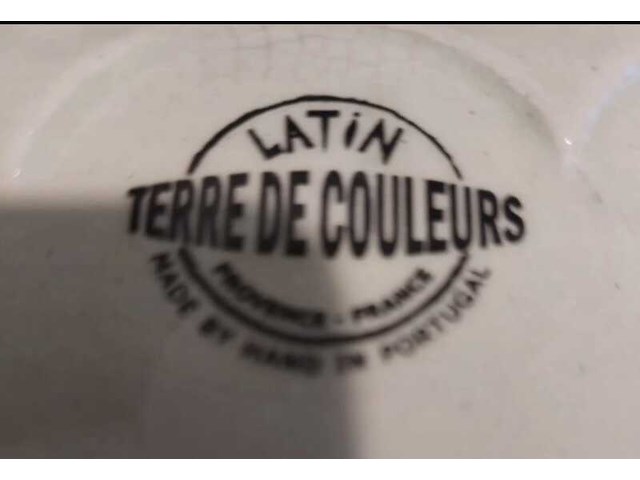 LATiN
TERRE DE COULEURS
PROVENCE - FRANCE
MADE BY HAND IN PORTUGAL